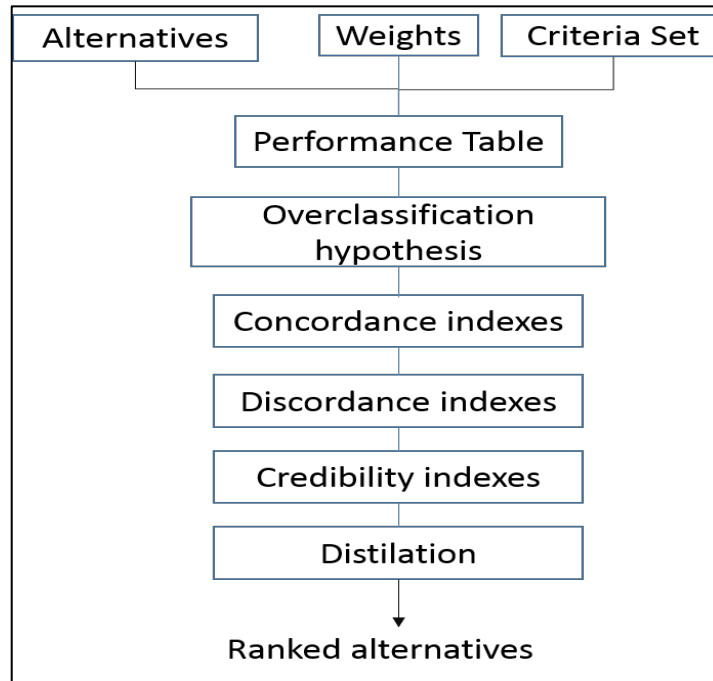 Alternatives
Weights
Criteria Set
Performance Table
Overclassification
hypothesis
Concordance indexes
Discordance indexes
Credibility indexes
Distilation
Ranked alternatives